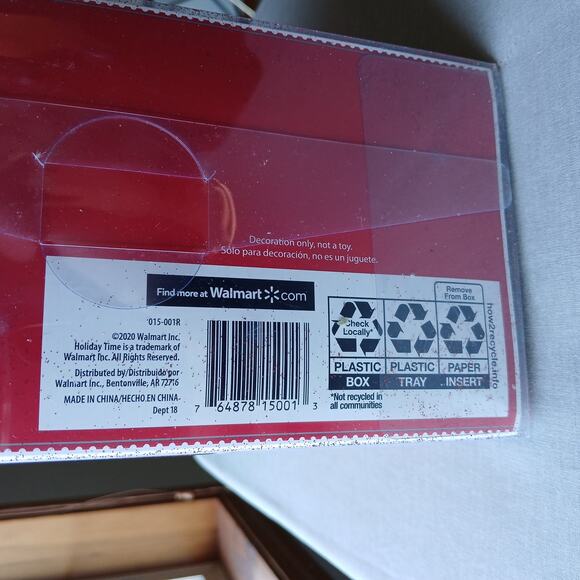 Decoration only, not a toy.
Sólo para decoración, no es un juguete.
Find more at Walmart.com
015-001R
©2020 Walmart Inc.
Holiday Time is a trademark of
Walmart Inc. All Rights Reserved.
Distributed by/Distribuido por
Walmart Inc., Bentonville, AR 72716
MADE IN CHINA/HECHO EN CHINA
Dept 18
7 64878 15001 3
Remove
From Box
Check
Locally*
PLASTIC
BOX
PLASTIC
TRAY
PAPER
INSERT
*Not recycled in
all communities
how2recycle.info